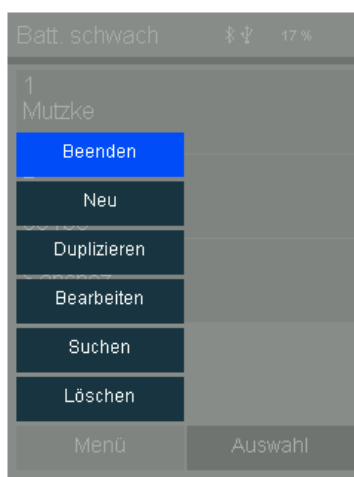 Batt. schwach 17 %
1
Mutzke
Beenden
Neu
Duplizieren
Bearbeiten
Suchen
Löschen
Menü Auswahl